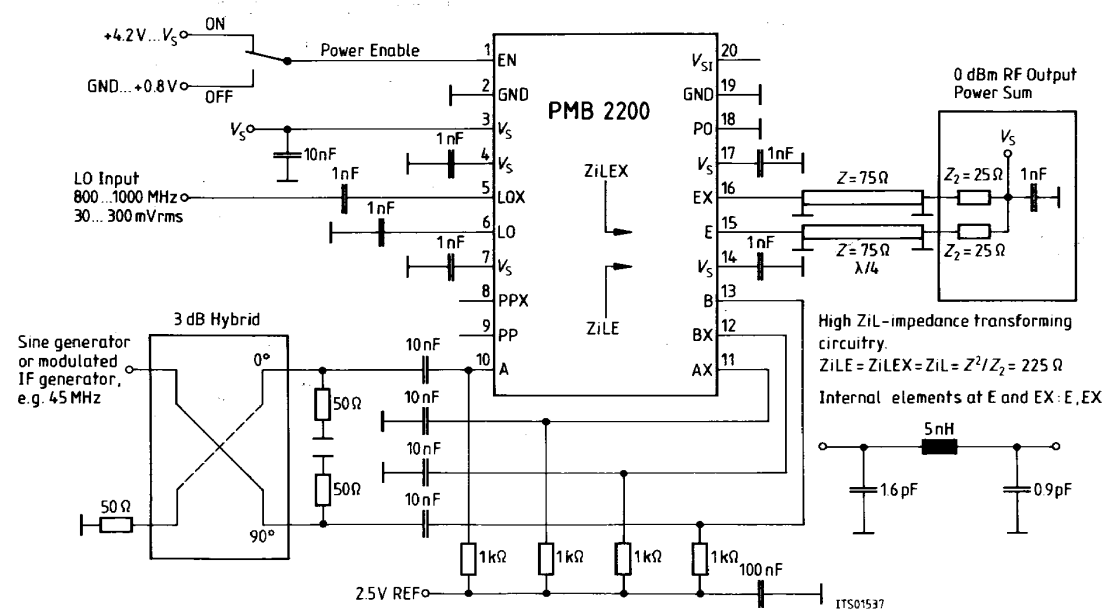 ON
+4.2V...VS
Power Enable
GND...+0.8V
OFF
VS
10nF
1nF
LO Input
800...1000 MHz
30...300mVrms
1nF
1nF
1nF
PMB 2200
1 EN
2 GND
3 VS
4 VS
5 LOX
6 LO
7 VS
8 PPX
9 PP
10 A
20 VSI
19 GND
18 PO
17 VS
16 EX
15 E
14 VS
13 B
12 BX
11 AX
ZiLEX
ZiLE
1nF
Z=75Ω
Z=75Ω
λ/4
1nF
0 dBm RF Output
Power Sum
VS
Z2=25Ω
1nF
Z2=25Ω
High ZiL-impedance transforming
circuitry.
ZiLE=ZiLEX=ZiL=Z²/Z2=225 Ω
Internal elements at E and EX: E,EX
5nH
1.6pF
0.9pF
3 dB Hybrid
Sine generator
or modulated
IF generator,
e.g. 45 MHz
0°
90°
50Ω
50Ω
50Ω
10nF
10nF
10nF
10nF
1kΩ
1kΩ
1kΩ
1kΩ
100nF
2.5V REF
ITS01537